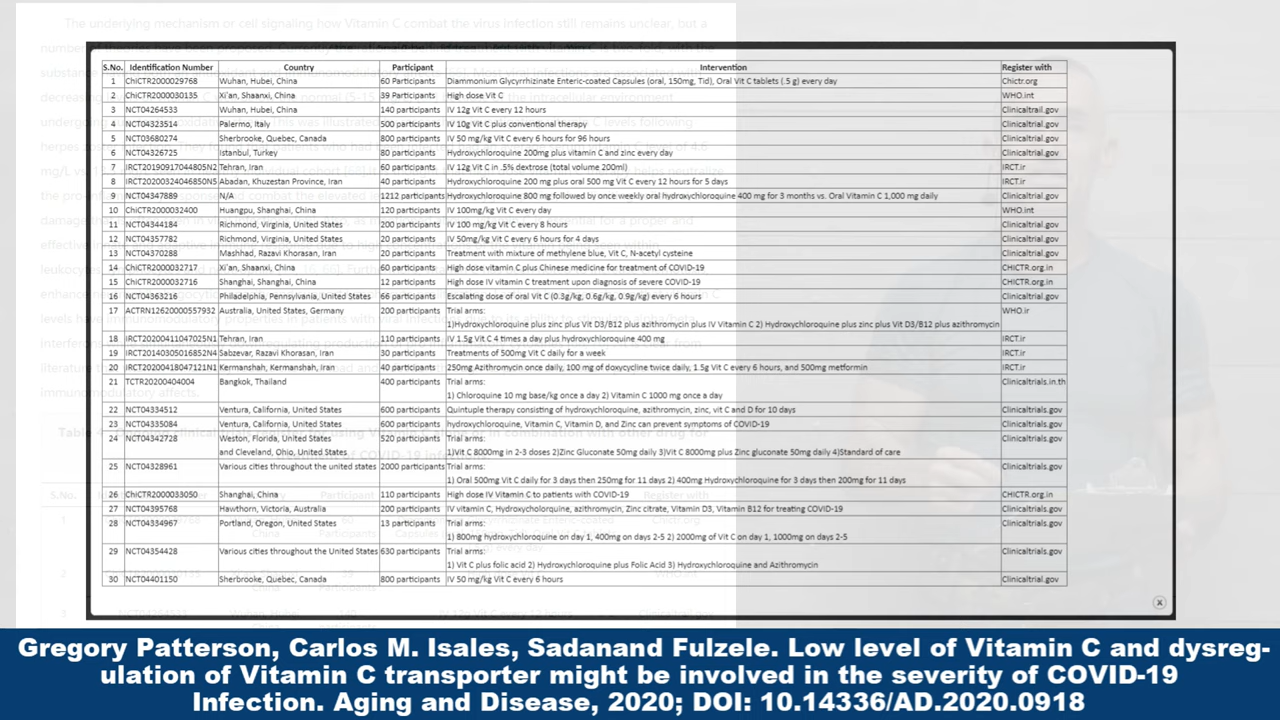 S.No. Identification Number Country Participant Intervention Register with
1 ChiCTR2000029768 Wuhan, Hubei, China 60 Participants Diammonium Glycyrrhizinate Enteric-coated Capsules (oral, 150mg, Tid), Oral Vit C tablets (.5 g) every day Chictr.org
2 ChiCTR2000030135 Xi'an, Shaanxi, China 39 Participants High dose Vit C WHO.int
3 NCT04264533 Wuhan, Hubei, China 140 participants IV 12g Vit C every 12 hours Clinicaltrail.gov
4 NCT04323514 Palermo, Italy 500 participants IV 10g Vit C plus conventional therapy Clinicaltrial.gov
5 NCT03680274 Sherbrooke, Quebec, Canada 800 participants IV 50 mg/kg Vit C every 6 hours for 96 hours Clinicaltrial.gov
6 NCT04326725 Istanbul, Turkey 80 participants Hydroxychloroquine 200mg plus vitamin C and zinc every day Clinicaltrial.gov
7 IRCT20190917044805N2 Tehran, Iran 60 participants IV 12g Vit C in .5% dextrose (total volume 200ml) IRCT.ir
8 IRCT20200324046850N5 Abadan, Khuzestan Province, Iran 40 participants Hydroxychloroquine 200 mg plus oral 500 mg Vit C every 12 hours for 5 days IRCT.ir
9 NCT04347889 N/A 1212 participants Hydroxychloroquine 800 mg followed by once weekly oral hydroxychloroquine 400 mg for 3 months vs. Oral Vitamin C 1,000 mg daily Clinicaltrial.gov
10 ChiCTR2000032400 Huangpu, Shanghai, China 120 participants IV 100mg/kg Vit C every day WHO.int
11 NCT04344184 Richmond, Virginia, United States 200 participants IV 100 mg/kg Vit C every 8 hours Clinicaltrial.gov
12 NCT04357782 Richmond, Virginia, United States 20 participants IV 50mg/kg Vit C every 6 hours for 4 days Clinicaltrial.gov
13 NCT04370288 Mashhad, Razavi Khorasan, Iran 20 participants Treatment with mixture of methylene blue, Vit C, N-acetyl cysteine Clinicaltrial.gov
14 ChiCTR2000032717 Xi'an, Shaanxi, China 60 participants High dose vitamin C plus Chinese medicine for treatment of COVID-19 CHICTR.org.in
15 ChiCTR2000032716 Shanghai, Shanghai, China 12 participants High dose IV vitamin C treatment upon diagnosis of severe COVID-19 CHICTR.org.in
16 NCT04363216 Philadelphia, Pennsylvania, United States 66 participants Escalating dose of oral Vit C (0.3g/kg, 0.6g/kg, 0.9g/kg) every 6 hours Clinicaltrial.gov
17 ACTRN12620000557932 Australia, United States, Germany 200 participants Trial arms: WHO.ir
1)Hydroxychloroquine plus zinc plus Vit D3/B12 plus azithromycin plus IV Vitamin C 2) Hydroxychloroquine plus zinc plus Vit D3/B12 plus azithromycin
18 IRCT20200411047025N1 Tehran, Iran 110 participants IV 1.5g Vit C 4 times a day plus hydroxychloroquine 400 mg IRCT.ir
19 IRCT20140305016852N1 Sabzevar, Razavi Khorasan, Iran 30 participants Treatments of 500mg Vit C daily for a week IRCT.ir
20 IRCT20200418047121N1 Kermanshah, Kermanshah, Iran 40 participants 250mg Azithromycin once daily, 100 mg of doxycycline twice daily, 1.5g Vit C every 6 hours, and 500mg metformin IRCT.ir
21 TCTR20200404004 Bangkok, Thailand 400 participants Trial arms: Clinicaltrials.in.th
1) Chloroquine 10 mg base/kg once a day 2) Vitamin C 1000 mg once a day
22 NCT04334512 Ventura, California, United States 600 participants Quintuple therapy consisting of hydroxychloroquine, azithromycin, zinc, vit C and D for 10 days Clinicaltrials.gov
23 NCT04335084 Ventura, California, United States 600 participants hydroxychloroquine, Vitamin C, Vitamin D, and Zinc can prevent symptoms of COVID-19 Clinicaltrials.gov
24 NCT04342728 Weston, Florida, United States 520 participants Trial arms: Clinicaltrials.gov
and Cleveland, Ohio, United States 1)Vit C 8000mg in 2-3 doses 2)Zinc Gluconate 50mg daily 3)Vit C 8000mg plus Zinc gluconate 50mg daily 4)Standard of care
25 NCT04328961 Various cities throughout the united states 2000 participants Trial arms: Clinicaltrials.gov
1) Oral 500mg Vit C daily for 3 days then 250mg for 11 days 2) 400mg Hydroxychloroquine for 3 days then 200mg for 11 days
26 ChiCTR2000033050 Shanghai, China 110 participants High dose IV Vitamin C to patients with COVID-19 CHICTR.org.in
27 NCT04395768 Hawthorn, Victoria, Australia 200 participants IV vitamin C, Hydroxycholorquine, azithromycin, Zinc citrate, Vitamin D3, Vitamin B12 for treating COVID-19 Clinicaltrials.gov
28 NCT04334967 Portland, Oregon, United States 13 participants Trial arms: Clinicaltrials.gov
1) 800mg hydroxychloroquine on day 1, 400mg on days 2-5 2) 2000mg of Vit C on day 1, 1000mg on days 2-5
29 NCT04354428 Various cities throughout the United States 630 participants Trial arms: Clinicaltrials.gov
1) Vit C plus folic acid 2) Hydroxychloroquine plus Folic Acid 3) Hydroxychloroquine and Azithromycin
30 NCT04401150 Sherbrooke, Quebec, Canada 800 participants IV 50 mg/kg Vit C every 6 hours Clinicaltrial.gov
Gregory Patterson, Carlos M. Isales, Sadanand Fulzele. Low level of Vitamin C and dysreg-
ulation of Vitamin C transporter might be involved in the severity of COVID-19
Infection. Aging and Disease, 2020; DOI: 10.14336/AD.2020.0918